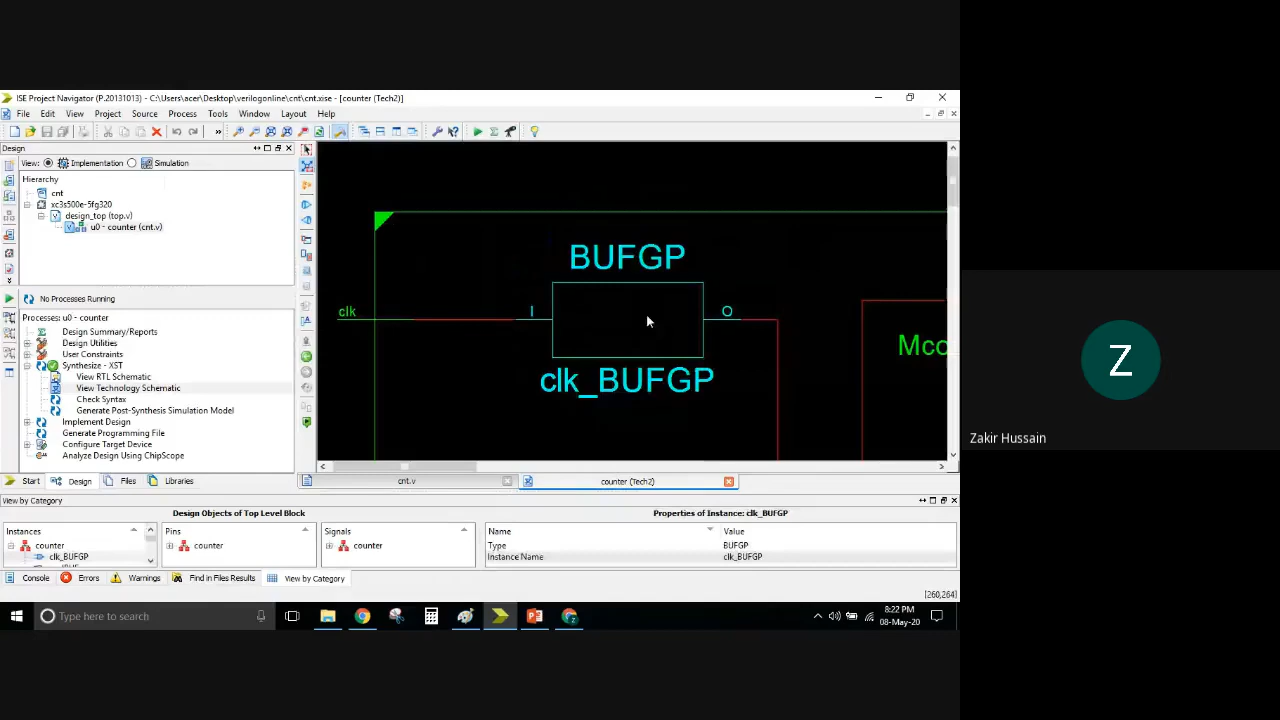 ISE Project Navigator (P.20131013) - C:\Users\acer\Desktop\verilogonline\cnt\cnt.xise - [counter (Tech2)]
File Edit View Project Source Process Tools Window Layout Help
Design
View: Implementation Simulation
Hierarchy
cnt
xc3s500e-5fg320
design_top (top.v)
u0 - counter (cnt.v)
No Processes Running
Processes: u0 - counter
Design Summary/Reports
Design Utilities
User Constraints
Synthesize - XST
View RTL Schematic
View Technology Schematic
Check Syntax
Generate Post-Synthesis Simulation Model
Implement Design
Generate Programming File
Configure Target Device
Analyze Design Using ChipScope
Start Design Files Libraries
BUFGP
clk I O
clk_BUFGP
Mco
cnt.v counter (Tech2)
View by Category
Design Objects of Top Level Block
Properties of Instance: clk_BUFGP
Instances Pins Signals Name Value
counter counter counter Type BUFGP
clk_BUFGP Instance Name clk_BUFGP
Console Errors Warnings Find in Files Results View by Category
[260,264]
Type here to search
8:22 PM
08-May-20
Z
Zakir Hussain